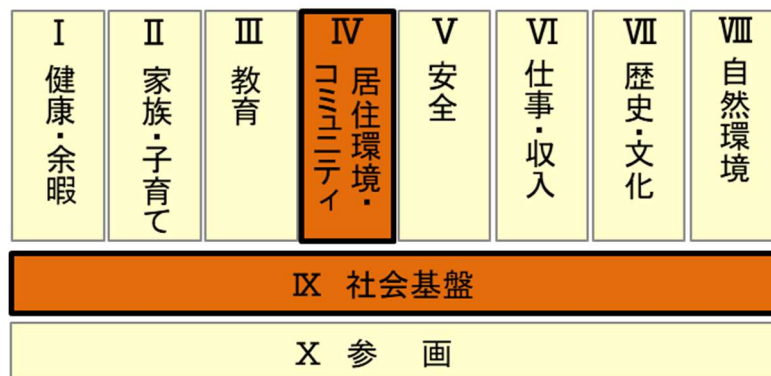 Ⅰ
健康・余暇
Ⅱ
家族・子育て
Ⅲ
教育
Ⅳ
居住環境・
コミュニティ
Ⅴ
安全
Ⅵ
仕事・収入
Ⅶ
歴史・文化
Ⅷ
自然環境
Ⅸ 社会基盤
Ⅹ 参 画